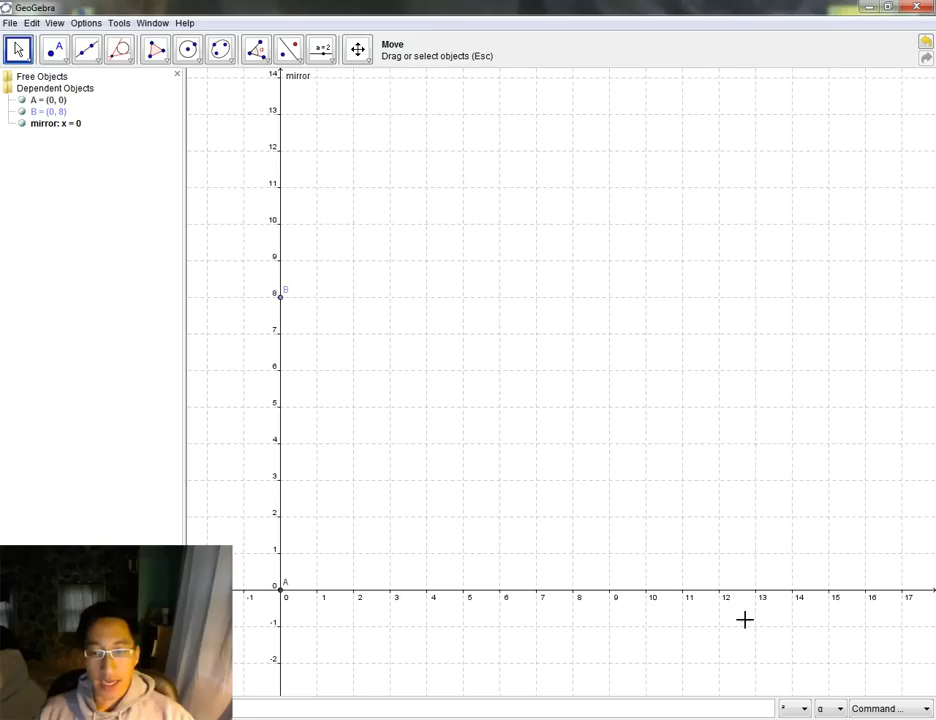 GeoGebra
File Edit View Options Tools Window Help
A
α
a=2
Move
Drag or select objects (Esc)
Free Objects
Dependent Objects
A = (0, 0)
B = (0, 8)
mirror: x = 0
mirror
14
13
12
11
10
9
8
B
7
6
5
4
3
2
1
0
A
-1 0 1 2 3 4 5 6 7 8 9 10 11 12 13 14 15 16 17
-1
-2
² α Command ...